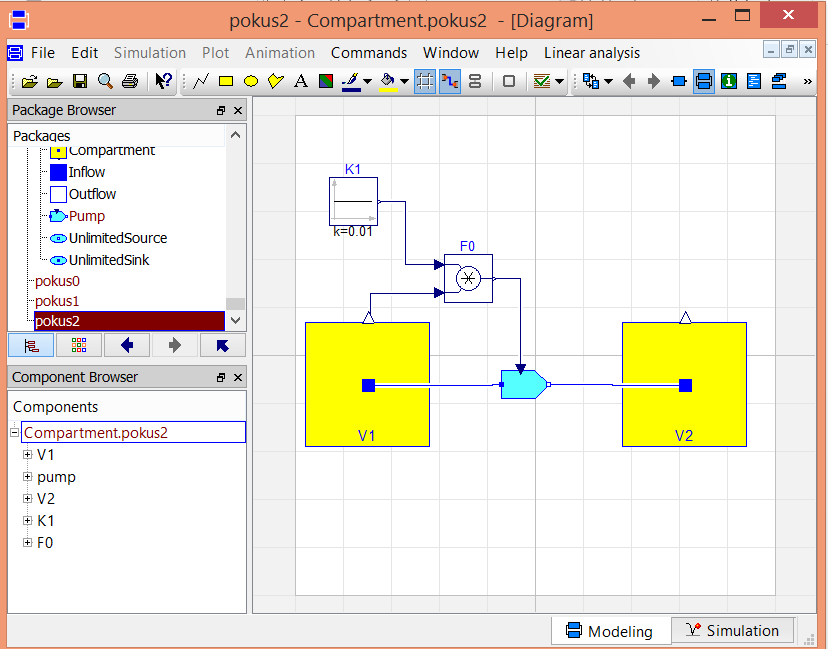 pokus2 - Compartment.pokus2 - [Diagram]
File Edit Simulation Plot Animation Commands Window Help Linear analysis
A
Package Browser
Packages
Compartment
Inflow
Outflow
Pump
UnlimitedSource
UnlimitedSink
pokus0
pokus1
pokus2
Component Browser
Components
Compartment.pokus2
V1
pump
V2
K1
F0
K1
k=0.01
F0
V1
V2
Modeling
Simulation